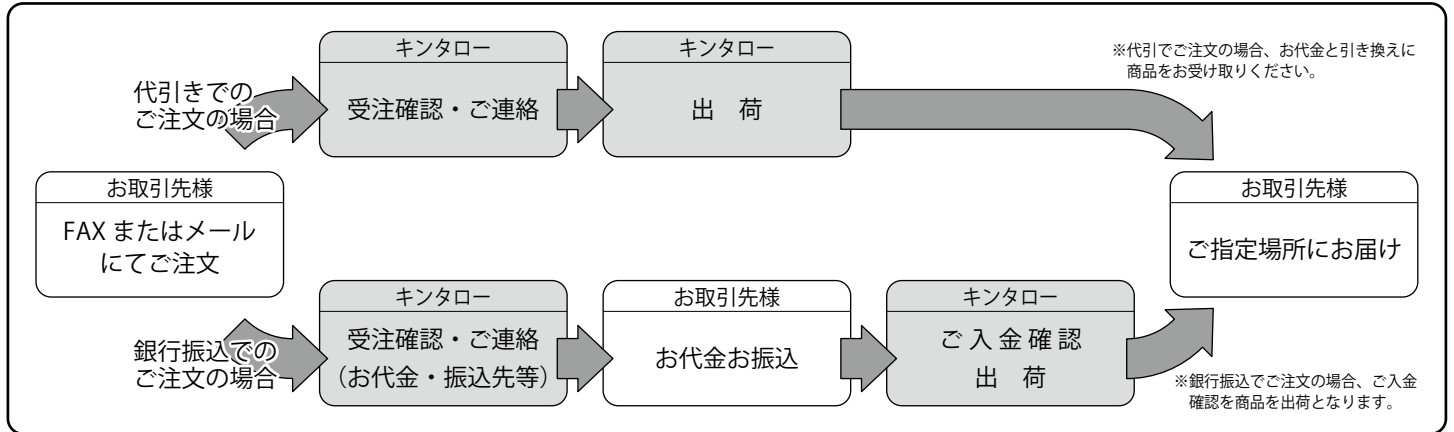 キンタロー
受注確認・ご連絡
キンタロー
出　荷
※代引でご注文の場合、お代金と引き換えに
商品をお受け取りください。
代引きでの
ご注文の場合
お取引先様
FAX またはメール
にてご注文
お取引先様
ご指定場所にお届け
銀行振込での
ご注文の場合
キンタロー
受注確認・ご連絡
（お代金・振込先等）
お取引先様
お代金お振込
キンタロー
ご入金確認
出　荷
※銀行振込でご注文の場合、ご入金
確認を商品を出荷となります。